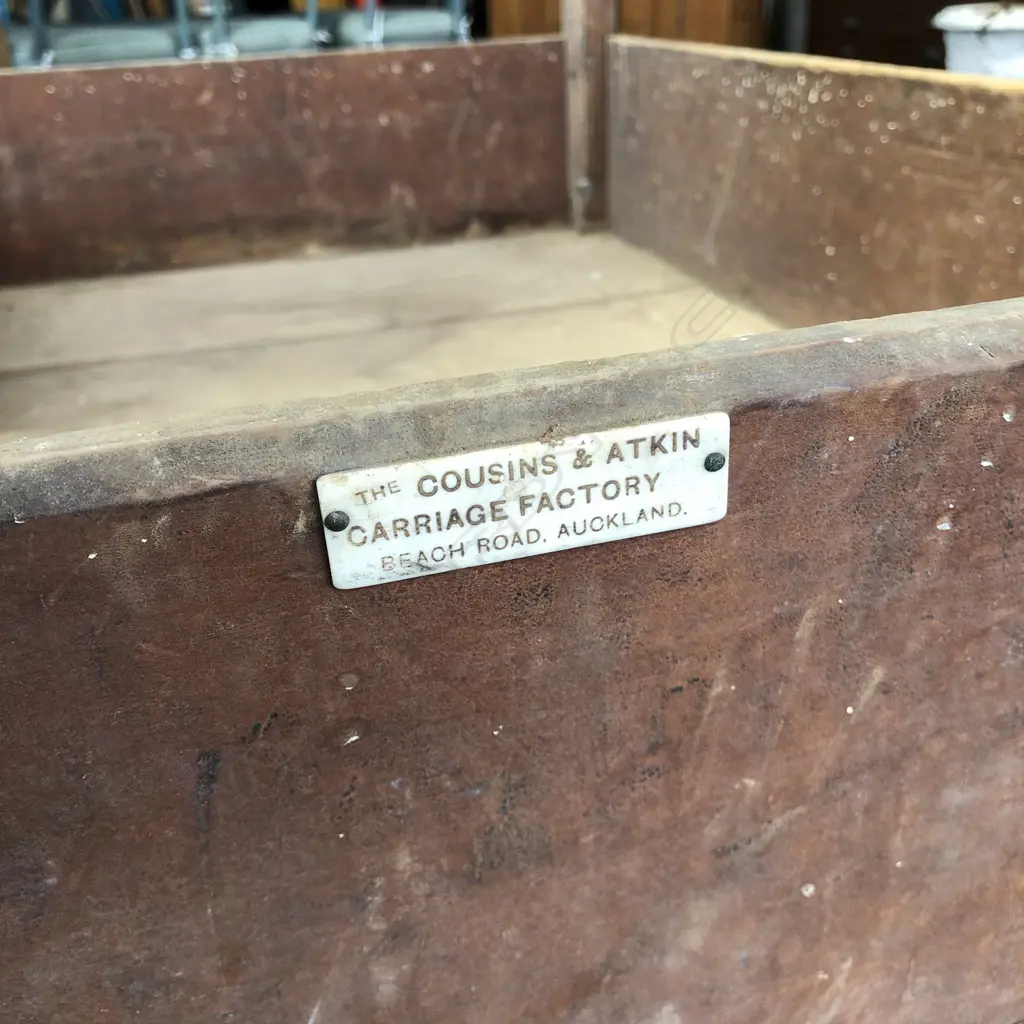 THE COUSINS & ATKIN
CARRIAGE FACTORY
BEACH ROAD, AUCKLAND.